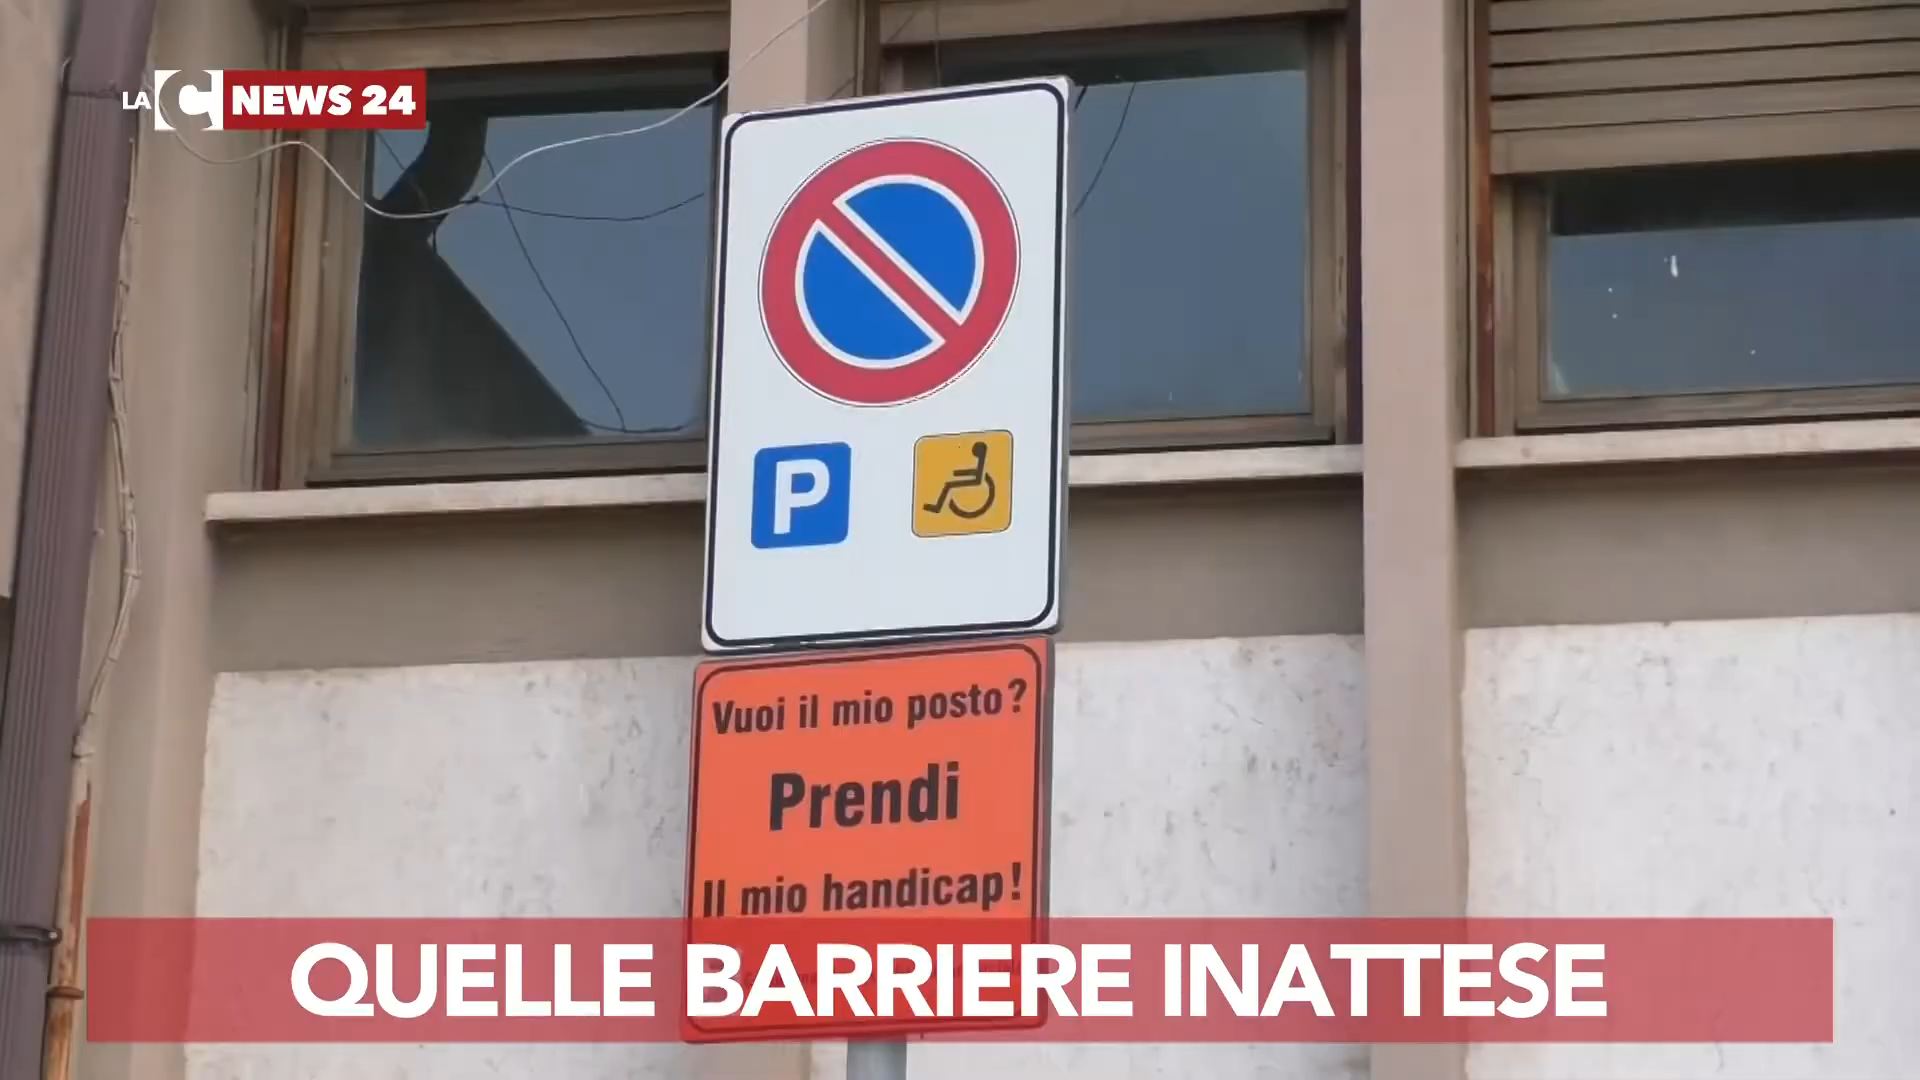 LA C NEWS 24
P
Vuoi il mio posto?
Prendi
Il mio handicap!
QUELLE BARRIERE INATTESE